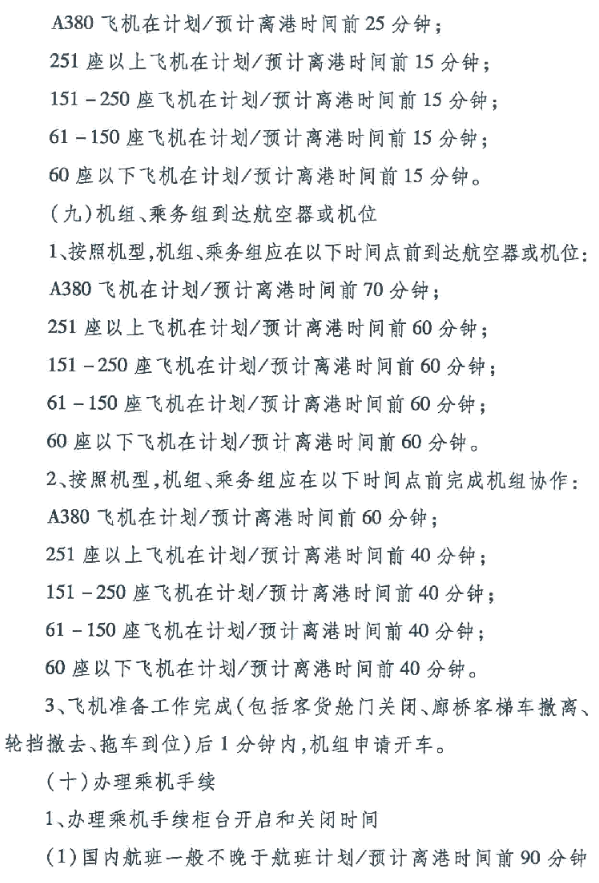 A380 飞机在计划/预计离港时间前 25 分钟；
251 座以上飞机在计划/预计离港时间前 15 分钟；
151－250 座飞机在计划/预计离港时间前 15 分钟；
61－150 座飞机在计划/预计离港时间前 15 分钟；
60 座以下飞机在计划/预计离港时间前 15 分钟。
(九)机组、乘务组到达航空器或机位
1、按照机型,机组、乘务组应在以下时间点前到达航空器或机位:
A380 飞机在计划/预计离港时间前 70 分钟；
251 座以上飞机在计划/预计离港时间前 60 分钟；
151－250 座飞机在计划/预计离港时间前 60 分钟；
61－150 座飞机在计划/预计离港时间前 60 分钟；
60 座以下飞机在计划/预计离港时间前 60 分钟。
2、按照机型,机组、乘务组应在以下时间点前完成机组协作:
A380 飞机在计划/预计离港时间前 60 分钟；
251 座以上飞机在计划/预计离港时间前 40 分钟；
151－250 座飞机在计划/预计离港时间前 40 分钟；
61－150 座飞机在计划/预计离港时间前 40 分钟；
60 座以下飞机在计划/预计离港时间前 40 分钟。
3、飞机准备工作完成(包括客货舱门关闭、廊桥客梯车撤离、
轮挡撤去、拖车到位)后 1 分钟内,机组申请开车。
(十)办理乘机手续
1、办理乘机手续柜台开启和关闭时间
(1)国内航班一般不晚于航班计划/预计离港时间前 90 分钟